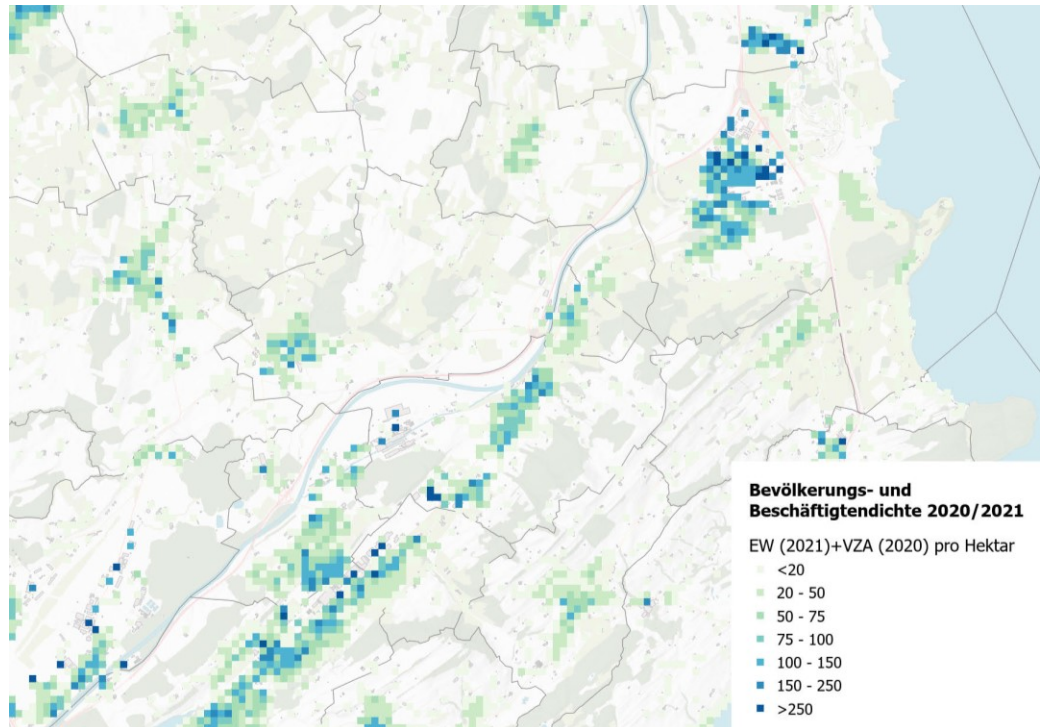 Bevölkerungs- und
Beschäftigtendichte 2020/2021
EW (2021)+VZA (2020) pro Hektar
<20
20 - 50
50 - 75
75 - 100
100 - 150
150 - 250
>250